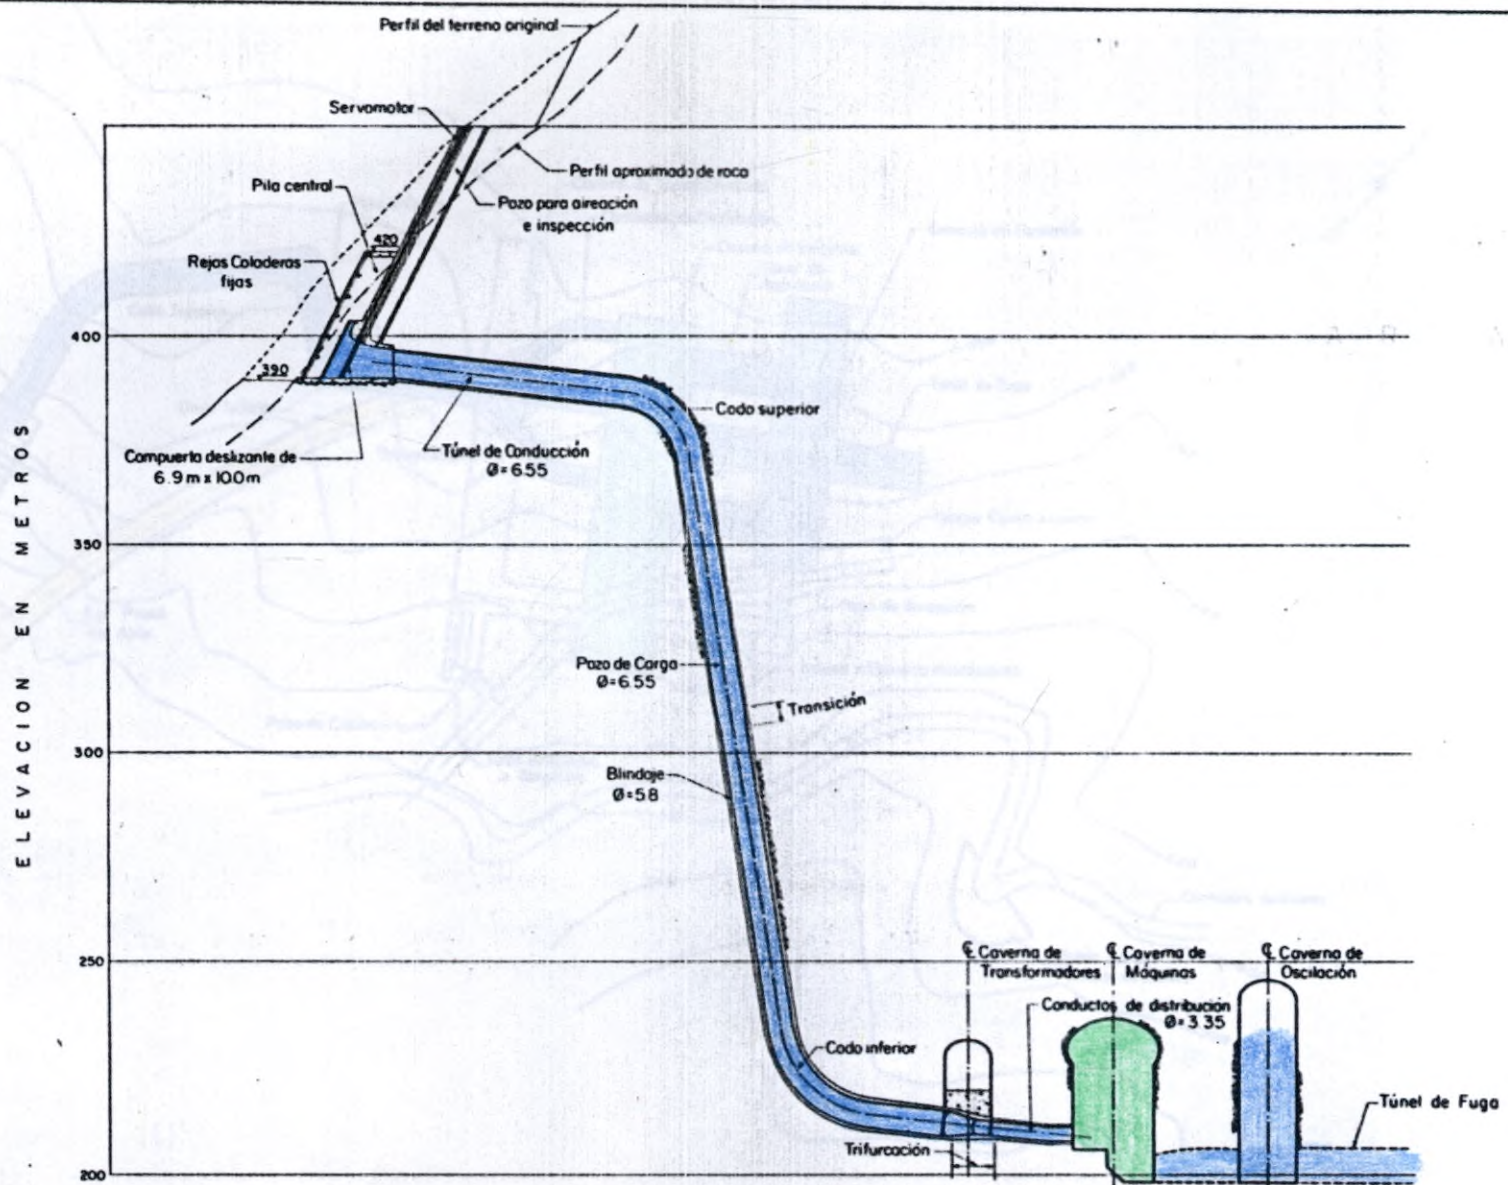 Perfil del terreno original
Servomotor
Perfil aproximado de roca
Pila central
Pozo para aireación
e inspección
420
Rejas Coladeras
fijas
400
390
Codo superior
Compuerta deslizante de
6.9 m x 10.0 m
Túnel de Conducción
Ø=6.55
ELEVACION EN METROS
350
Pozo de Carga
Ø=6.55
Transición
300
Blindaje
Ø=5.8
250
Caverna de
Transformadores
Caverna de
Máquinas
Caverna de
Oscilación
Conductos de distribución
Ø=3.35
Codo inferior
Túnel de Fuga
Trifurcación
200